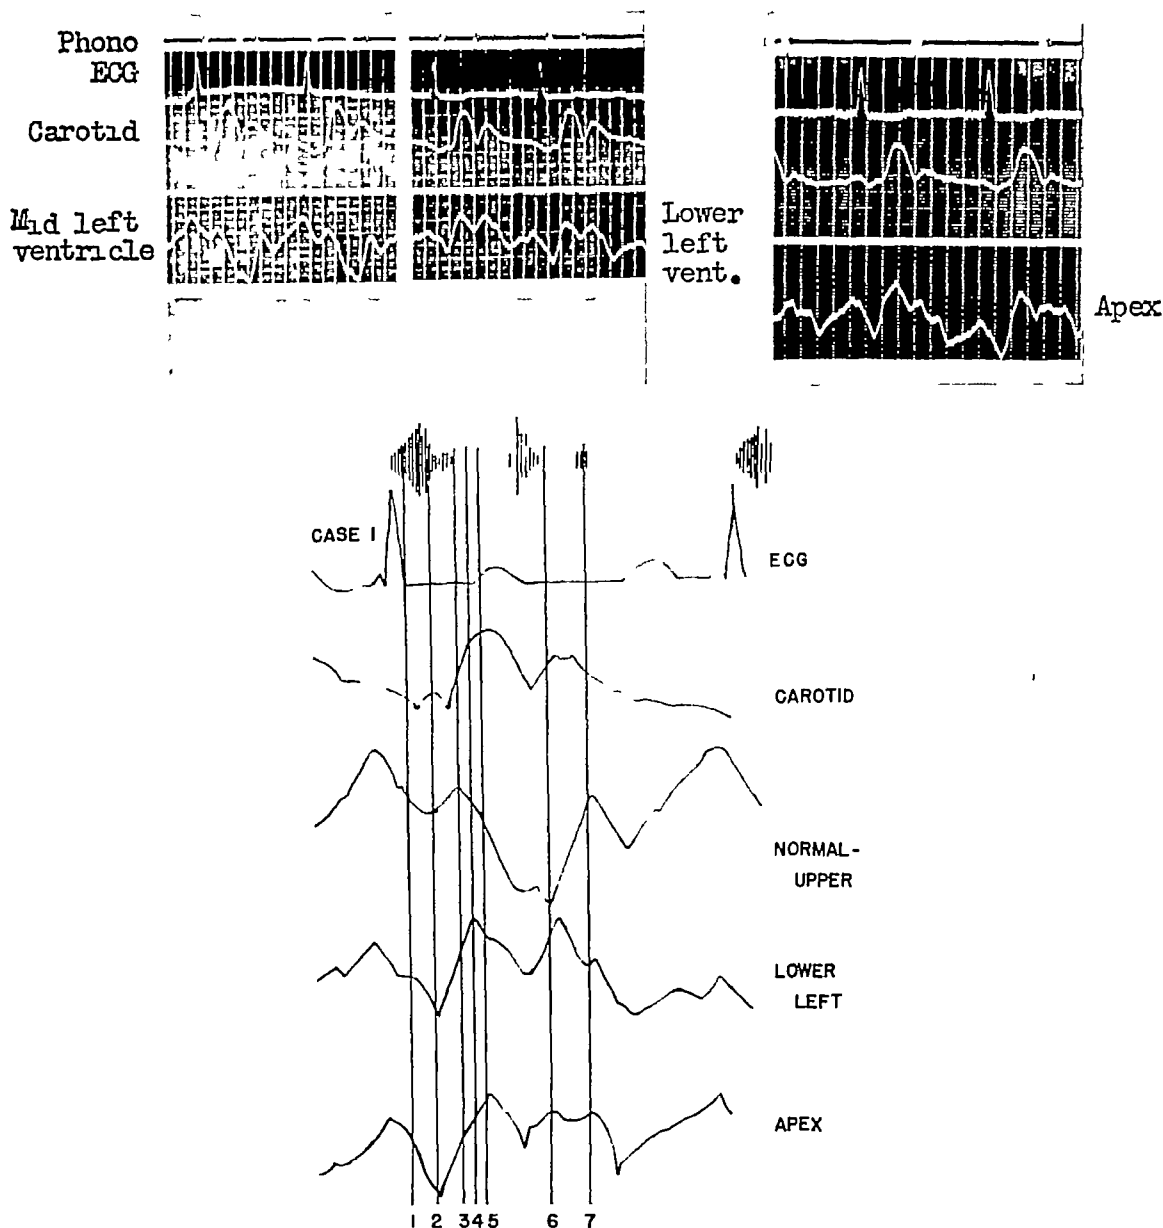 Phono
ECG
Carotid
Mid left
ventricle
Lower
left
vent.
Apex
CASE I
ECG
CAROTID
NORMAL-
UPPER
LOWER
LEFT
APEX
1 2 3 4 5 6 7